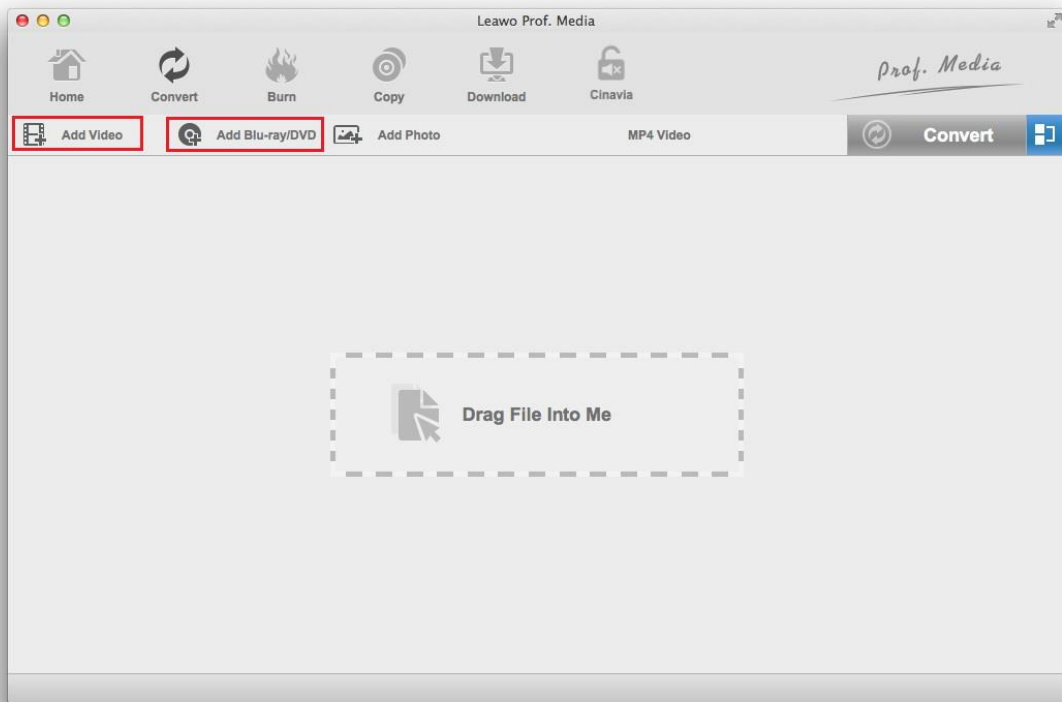 Leawo Prof. Media
Home Convert Burn Copy Download Cinavia
Prof. Media
Add Video Add Blu-ray/DVD Add Photo MP4 Video Convert
Drag File Into Me